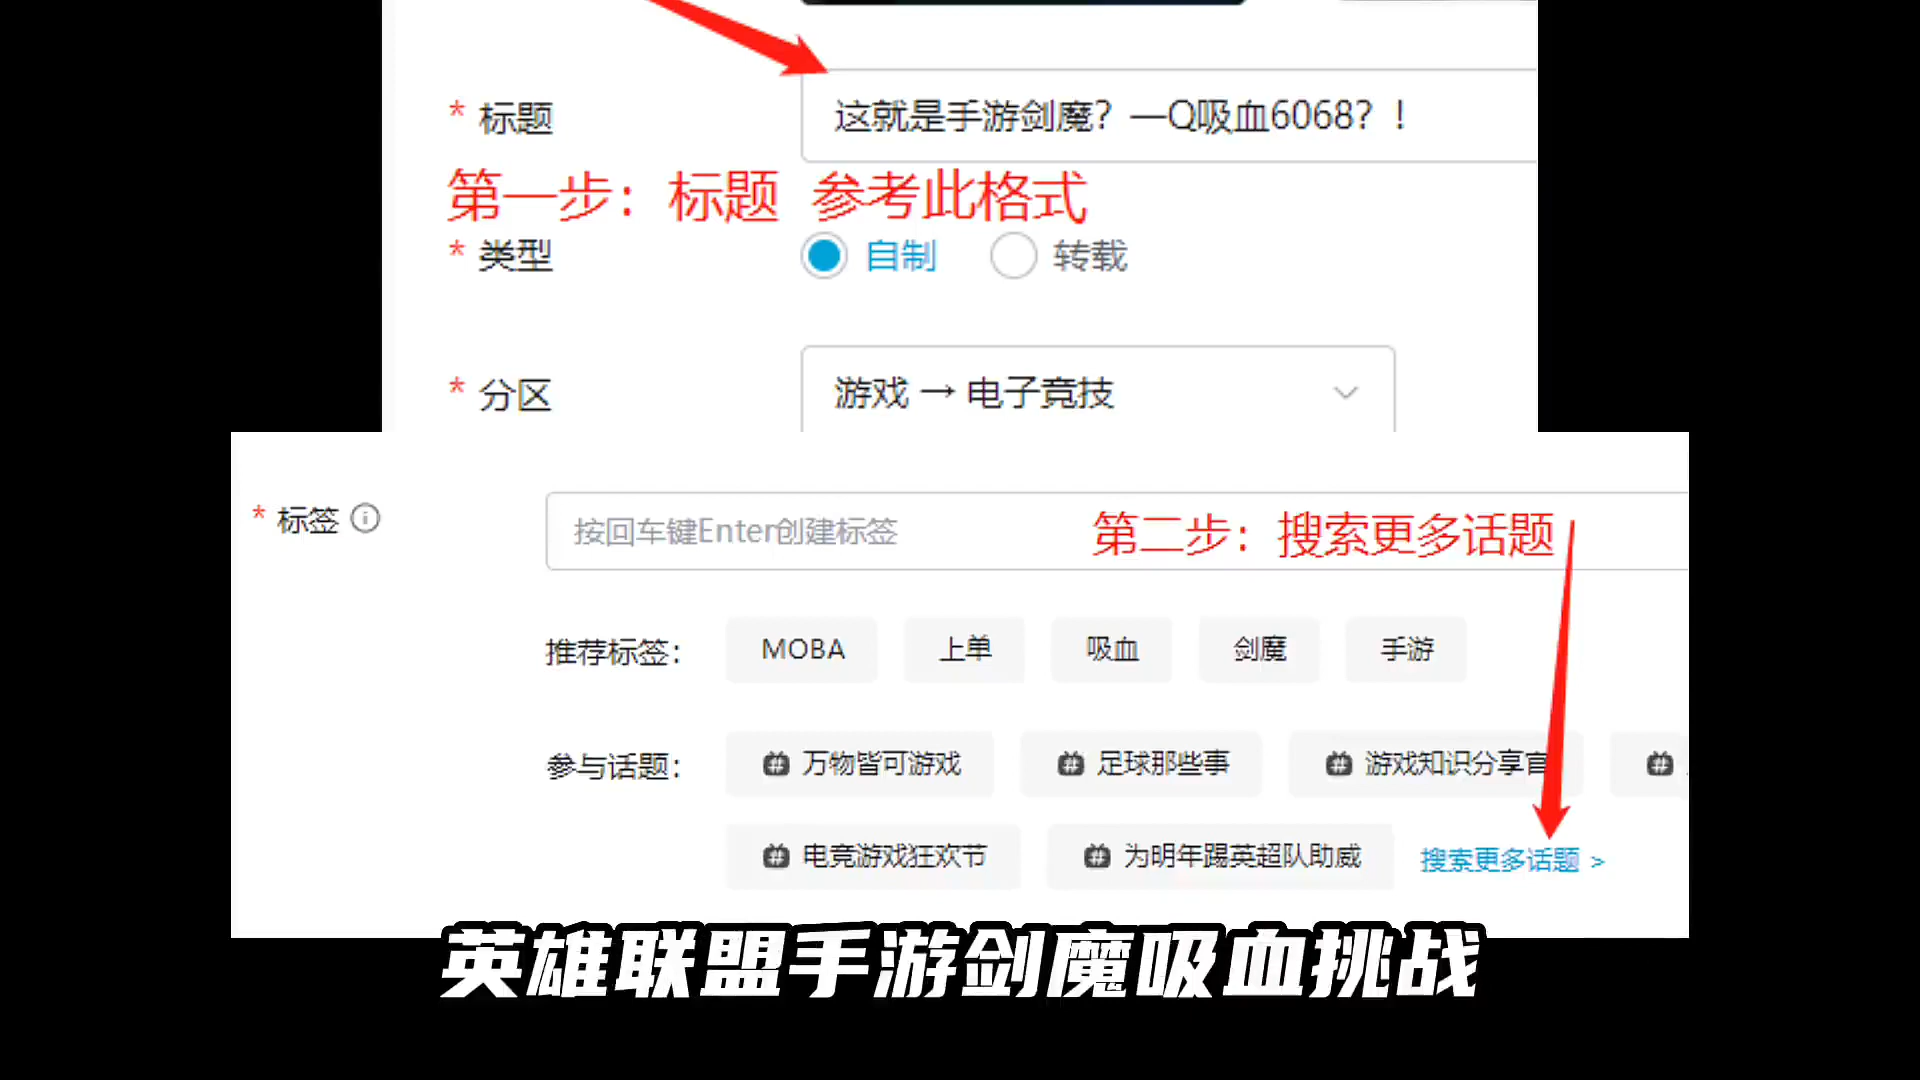 * 标题 这就是手游剑魔？一Q吸血6068？！
第一步：标题 参考此格式
* 类型 自制 转载
* 分区 游戏 → 电子竞技
* 标签 按回车键Enter创建标签 第二步：搜索更多话题
推荐标签： MOBA 上单 吸血 剑魔 手游
参与话题： 万物皆可游戏 足球那些事 游戏知识分享官
电竞游戏狂欢节 为明年踢英超队助威 搜索更多话题 >
英雄联盟手游剑魔吸血挑战